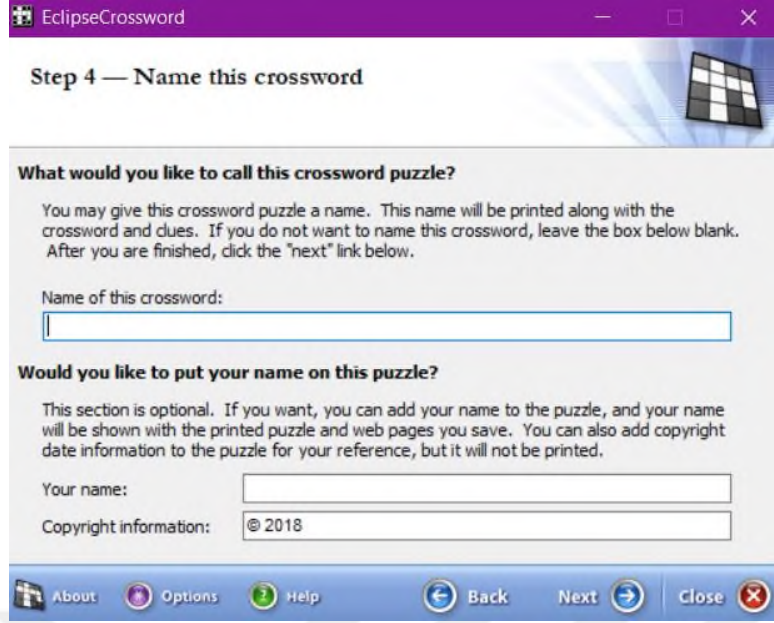 EclipseCrossword
Step 4 — Name this crossword
What would you like to call this crossword puzzle?
You may give this crossword puzzle a name. This name will be printed along with the
crossword and clues. If you do not want to name this crossword, leave the box below blank.
After you are finished, click the "next" link below.
Name of this crossword:
Would you like to put your name on this puzzle?
This section is optional. If you want, you can add your name to the puzzle, and your name
will be shown with the printed puzzle and web pages you save. You can also add copyright
date information to the puzzle for your reference, but it will not be printed.
Your name:
Copyright information: © 2018
About Options ? Help Back Next Close